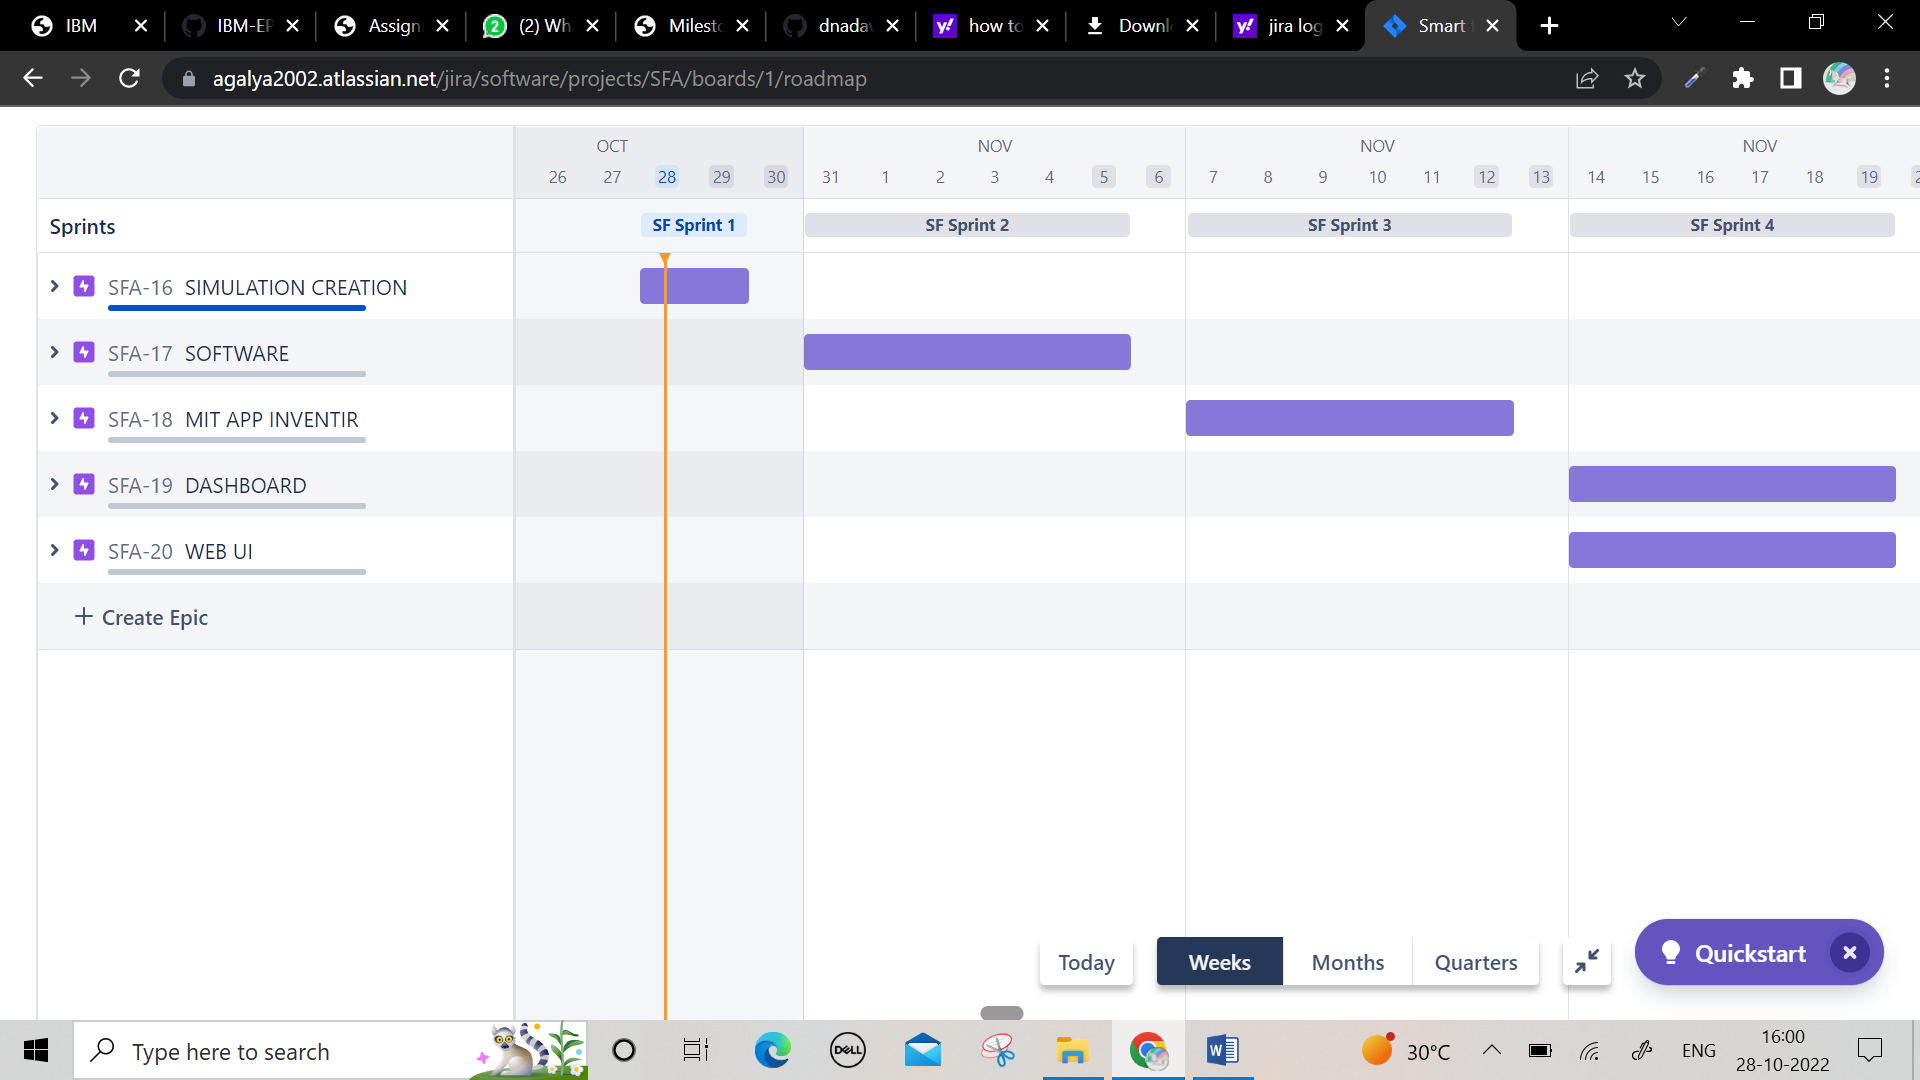 IBM
IBM-EP
Assign
(2) Wh
Milesto
dnadav
how to
Downl
jira log
Smart
agalya2002.atlassian.net/jira/software/projects/SFA/boards/1/roadmap
OCT NOV NOV NOV
26 27 28 29 30 31 1 2 3 4 5 6 7 8 9 10 11 12 13 14 15 16 17 18 19
Sprints SF Sprint 1 SF Sprint 2 SF Sprint 3 SF Sprint 4
SFA-16 SIMULATION CREATION
SFA-17 SOFTWARE
SFA-18 MIT APP INVENTIR
SFA-19 DASHBOARD
SFA-20 WEB UI
+ Create Epic
Today Weeks Months Quarters
Quickstart
Type here to search
DELL
30°C
ENG
16:00
28-10-2022